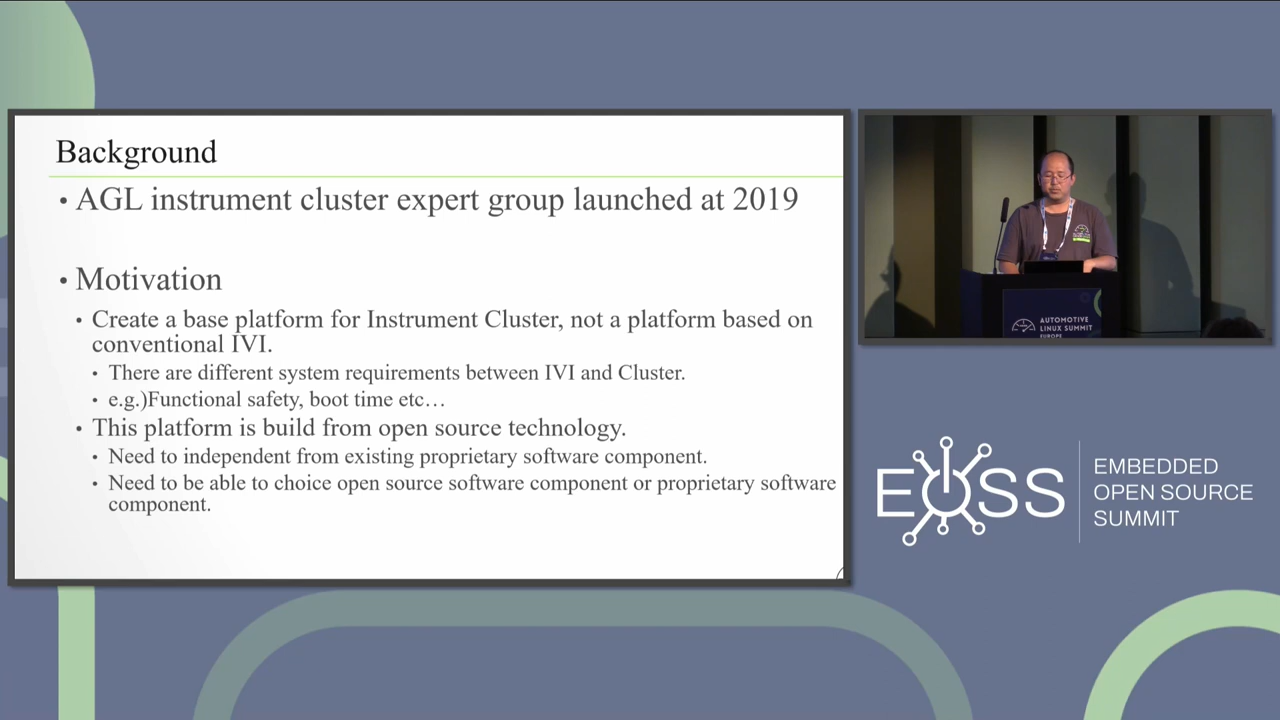 Background
• AGL instrument cluster expert group launched at 2019
• Motivation
• Create a base platform for Instrument Cluster, not a platform based on
conventional IVI.
• There are different system requirements between IVI and Cluster.
• e.g.)Functional safety, boot time etc…
• This platform is build from open source technology.
• Need to independent from existing proprietary software component.
• Need to be able to choice open source software component or proprietary software
component.
AUTOMOTIVE
LINUX SUMMIT
EUROPE
EOSS
EMBEDDED
OPEN SOURCE
SUMMIT